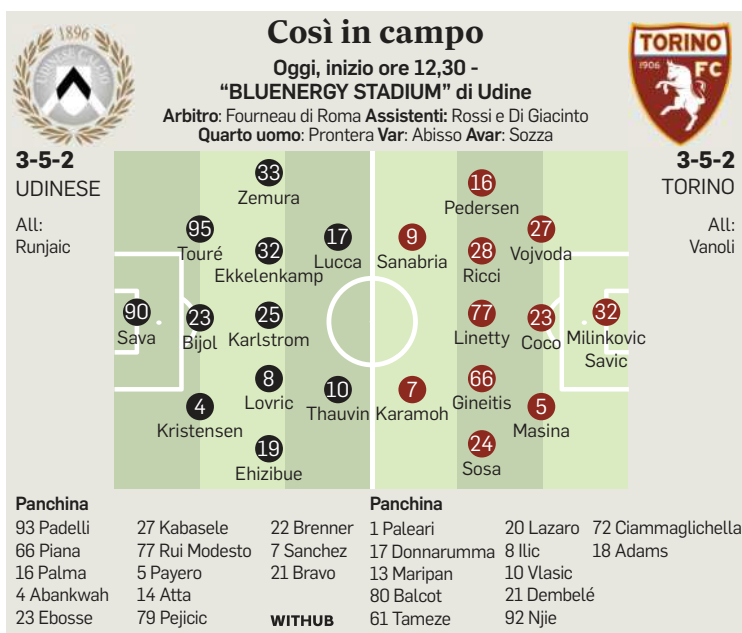 Così in campo
Oggi, inizio ore 12,30 -
“BLUENERGY STADIUM” di Udine
Arbitro: Fourneau di Roma Assistenti: Rossi e Di Giacinto
Quarto uomo: Prontera Var: Abisso Avar: Sozza
1896
UDINESE CALCIO
TORINO
1906 FC
3-5-2
UDINESE
All:
Runjaic
3-5-2
TORINO
All:
Vanoli
90
Sava
95
Touré
23
Bijol
4
Kristensen
33
Zemura
32
Ekkelenkamp
25
Karlstrom
8
Lovric
19
Ehizibue
17
Lucca
10
Thauvin
9
Sanabria
7
Karamoh
16
Pedersen
28
Ricci
77
Linetty
66
Gineitis
24
Sosa
27
Vojvoda
23
Coco
5
Masina
32
Milinkovic
Savic
Panchina
93 Padelli
66 Piana
16 Palma
4 Abankwah
23 Ebosse
27 Kabasele
77 Rui Modesto
5 Payero
14 Atta
79 Pejicic
22 Brenner
7 Sanchez
21 Bravo
WITHUB
Panchina
1 Paleari
17 Donnarumma
13 Maripan
80 Balcot
61 Tameze
20 Lazaro
8 Ilic
10 Vlasic
21 Dembelé
92 Njie
72 Ciammaglichella
18 Adams